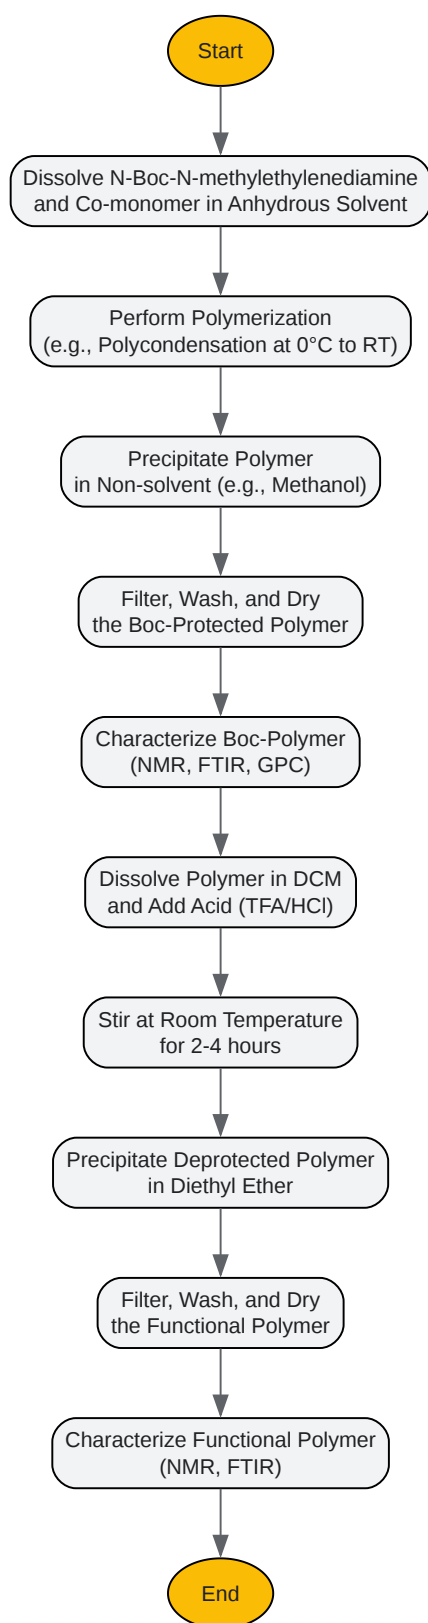 Start
Dissolve N-Boc-N-methylethylenediamine
and Co-monomer in Anhydrous Solvent
Perform Polymerization
(e.g., Polycondensation at 0°C to RT)
Precipitate Polymer
in Non-solvent (e.g., Methanol)
Filter, Wash, and Dry
the Boc-Protected Polymer
Characterize Boc-Polymer
(NMR, FTIR, GPC)
Dissolve Polymer in DCM
and Add Acid (TFA/HCl)
Stir at Room Temperature
for 2-4 hours
Precipitate Deprotected Polymer
in Diethyl Ether
Filter, Wash, and Dry
the Functional Polymer
Characterize Functional Polymer
(NMR, FTIR)
End